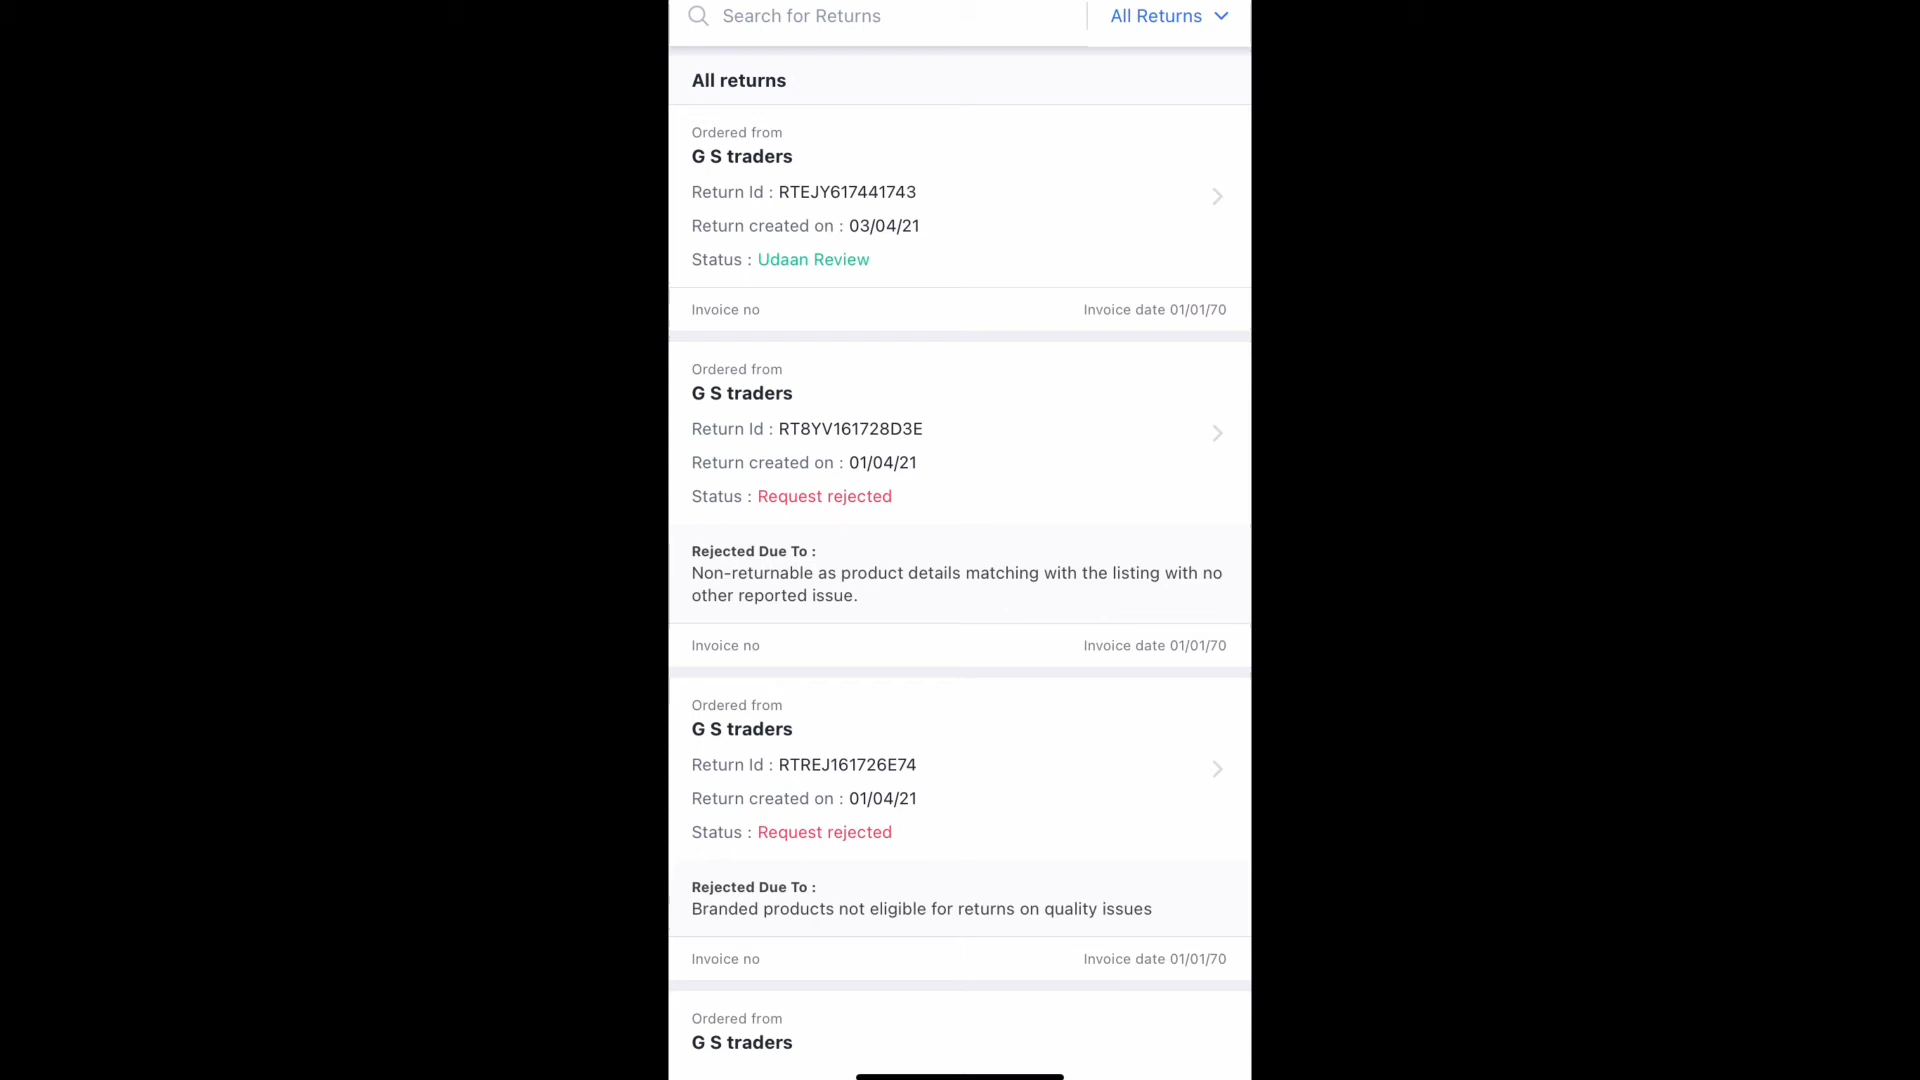 Search for Returns
All Returns
All returns
Ordered from
G S traders
Return Id : RTEJY617441743
Return created on : 03/04/21
Status : Udaan Review
Invoice no
Invoice date 01/01/70
Ordered from
G S traders
Return Id : RT8YV161728D3E
Return created on : 01/04/21
Status : Request rejected
Rejected Due To :
Non-returnable as product details matching with the listing with no
other reported issue.
Invoice no
Invoice date 01/01/70
Ordered from
G S traders
Return Id : RTREJ161726E74
Return created on : 01/04/21
Status : Request rejected
Rejected Due To :
Branded products not eligible for returns on quality issues
Invoice no
Invoice date 01/01/70
Ordered from
G S traders